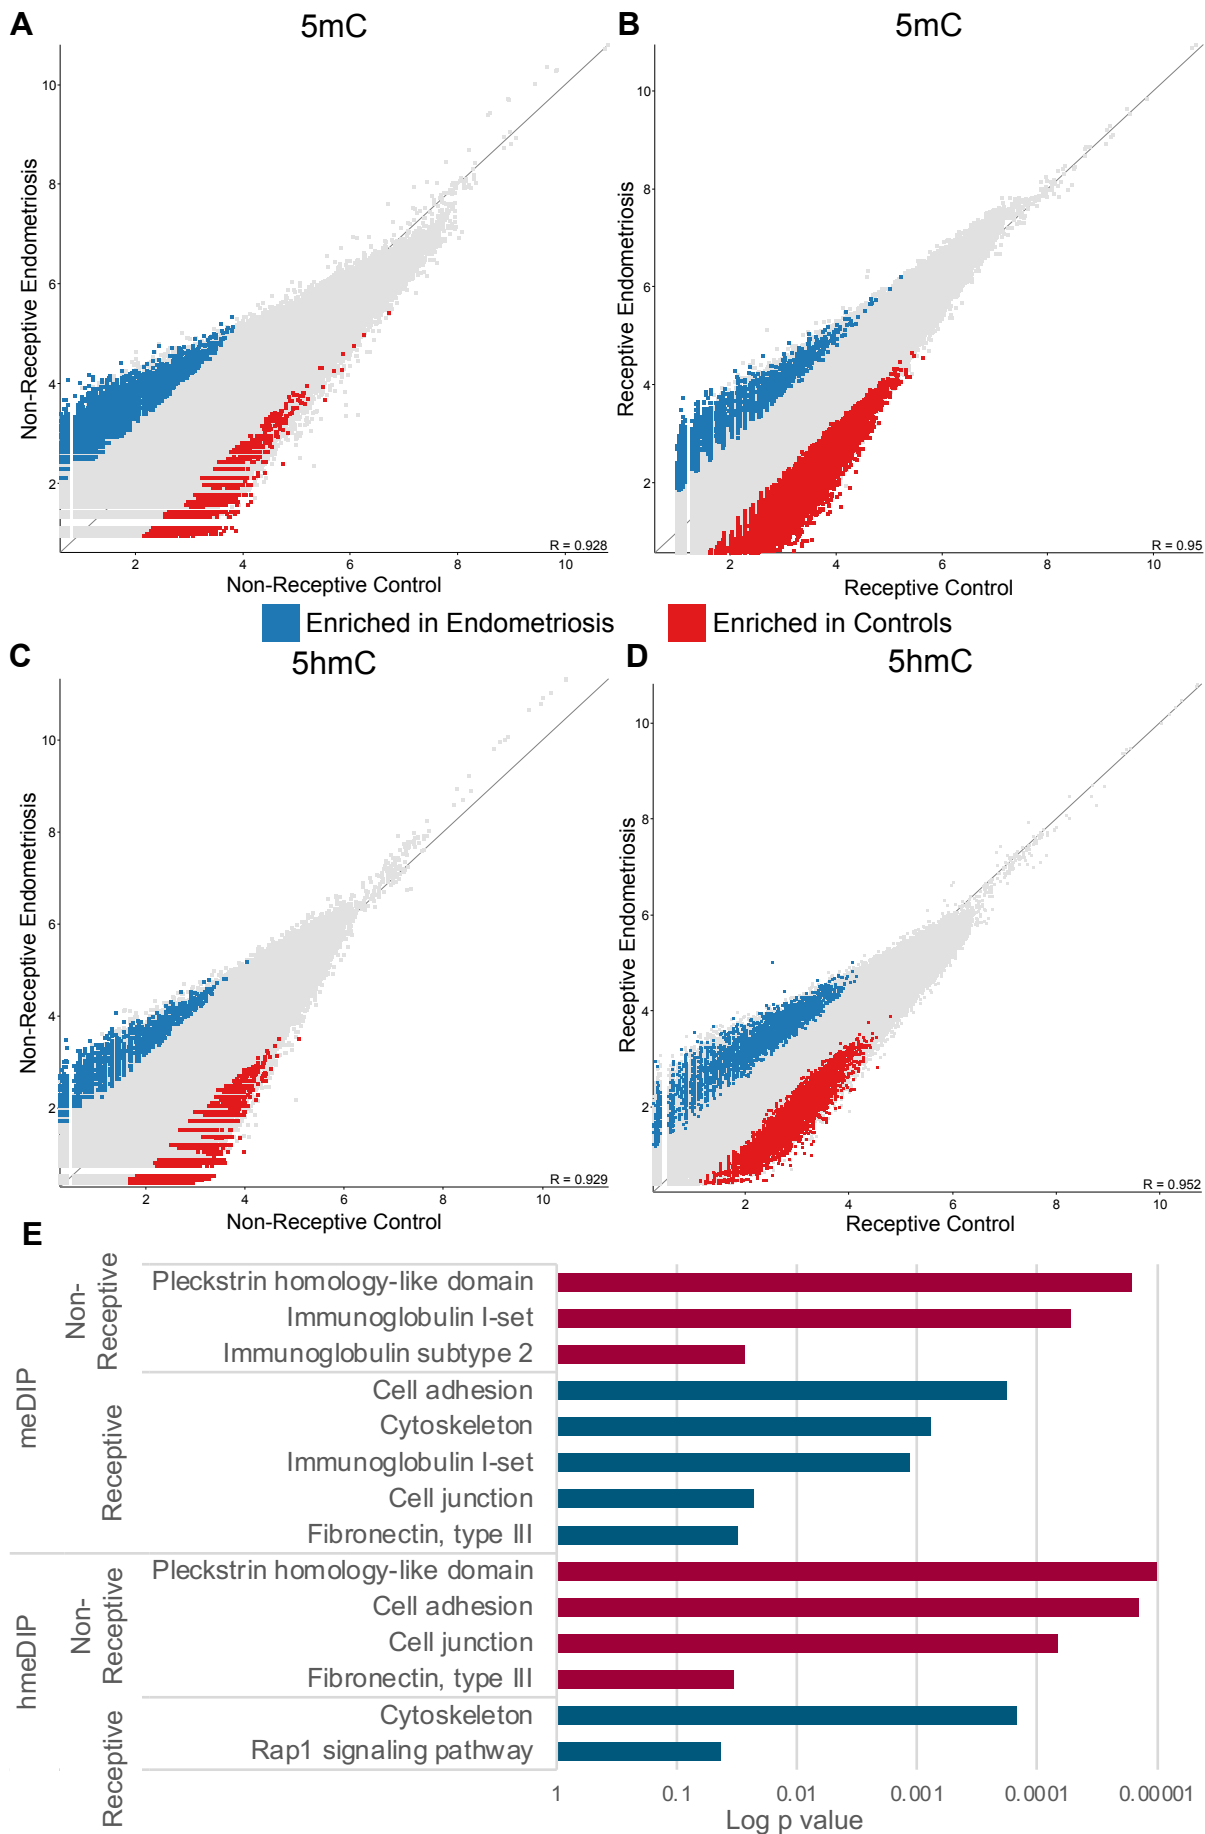 A
5mC
10
8
6
4
2
Non-Receptive Endometriosis
2
4
6
8
10
R = 0.928
Non-Receptive Control
B
5mC
10
8
6
4
2
Receptive Endometriosis
2
4
6
8
10
R = 0.95
Receptive Control
Enriched in Endometriosis
Enriched in Controls
C
5hmC
10
8
6
4
2
Non-Receptive Endometriosis
2
4
6
8
10
R = 0.929
Non-Receptive Control
D
5hmC
10
8
6
4
2
Receptive Endometriosis
2
4
6
8
10
R = 0.952
Receptive Control
E
meDIP
Non-
Receptive
Pleckstrin homology-like domain
Immunoglobulin I-set
Immunoglobulin subtype 2
Receptive
Cell adhesion
Cytoskeleton
Immunoglobulin I-set
Cell junction
Fibronectin, type III
hmeDIP
Non-
Receptive
Pleckstrin homology-like domain
Cell adhesion
Cell junction
Fibronectin, type III
Receptive
Cytoskeleton
Rap1 signaling pathway
1
0.1
0.01
0.001
0.0001
0.00001
Log p value